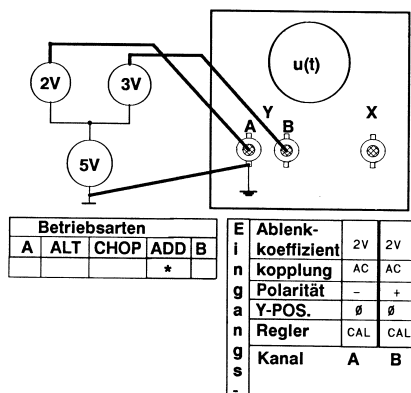 2V
3V
u(t)
Y
X
A
B
5V
Betriebsarten
A ALT CHOP ADD B
*
Eingangs-
Ablenk-
koeffizient 2V 2V
kopplung AC AC
Polarität – +
Y-POS. Ø Ø
Regler CAL CAL
Kanal A B